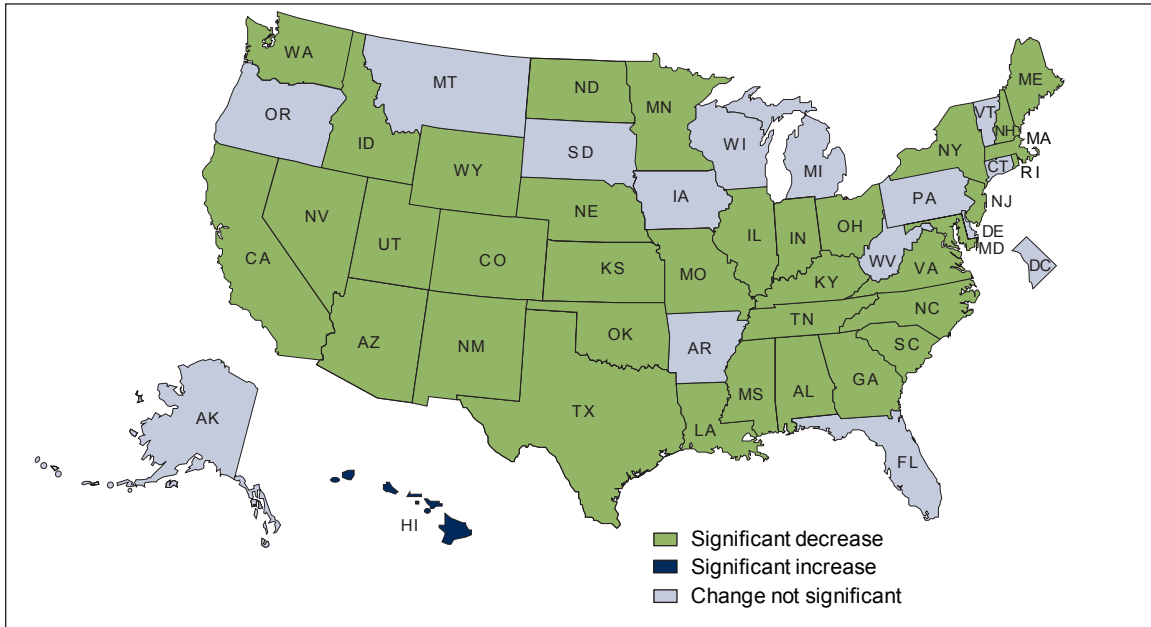 WA
MT
ND
MN
ME
OR
ID
SD
WI
MI
VT
NH
NY
MA
CT
RI
WY
IA
PA
NJ
NV
NE
IL
IN
OH
DE
MD
CA
UT
CO
KS
MO
WV
VA
DC
KY
AZ
NM
OK
TN
NC
AR
SC
TX
MS
AL
GA
LA
AK
FL
HI
Significant decrease
Significant increase
Change not significant